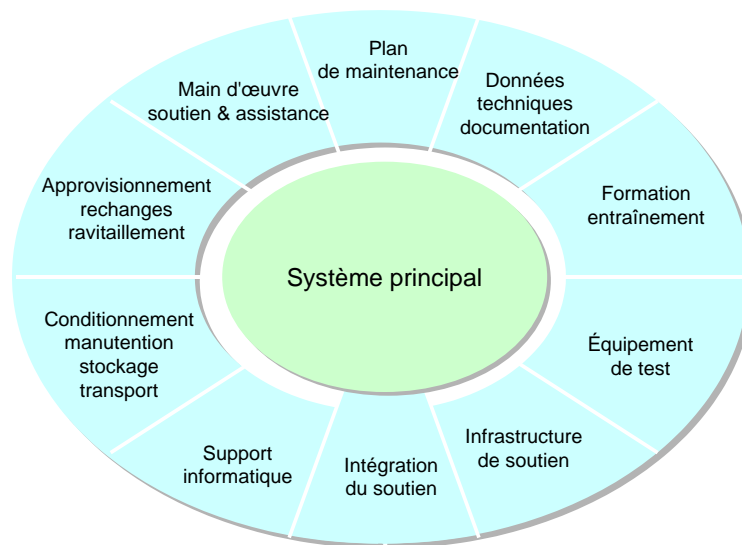 Plan
de maintenance
Données
techniques
documentation
Formation
entraînement
Équipement
de test
Infrastructure
de soutien
Intégration
du soutien
Support
informatique
Conditionnement
manutention
stockage
transport
Approvisionnement
rechanges
ravitaillement
Main d'œuvre
soutien & assistance
Système principal